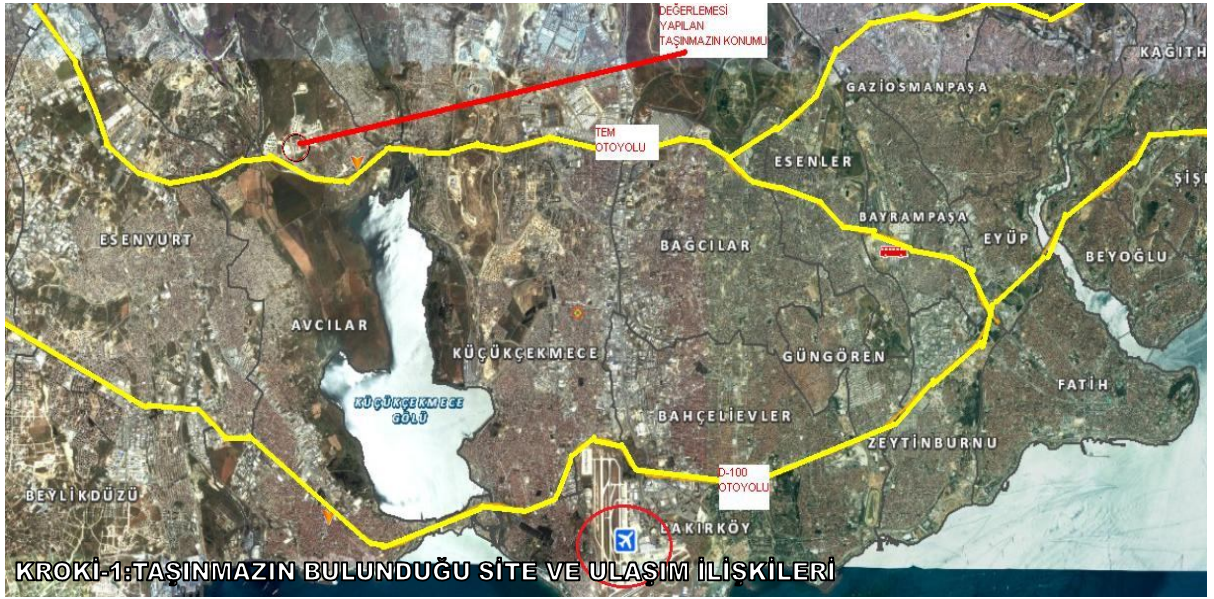 DEĞERLEMESİ
YAPILAN
TAŞINMAZIN KONUMU
KAĞITH
GAZİOSMANPAŞA
TEM
OTOYOLU
ESENLER
ŞİŞL
BAYRAMPAŞA
ESENYURT
BAĞCILAR
EYÜP
BEYOĞLU
AVCILAR
KÜÇÜKÇEKMECE
GÜNGÖREN
FATİH
KÜÇÜKÇEKMECE
GÖLÜ
BAHÇELİEVLER
ZEYTİNBURNU
D-100
OTOYOLU
BEYLİKDÜZÜ
BAKIRKÖY
KROKİ-1:TAŞINMAZIN BULUNDUĞU SİTE VE ULAŞIM İLİŞKİLERİ